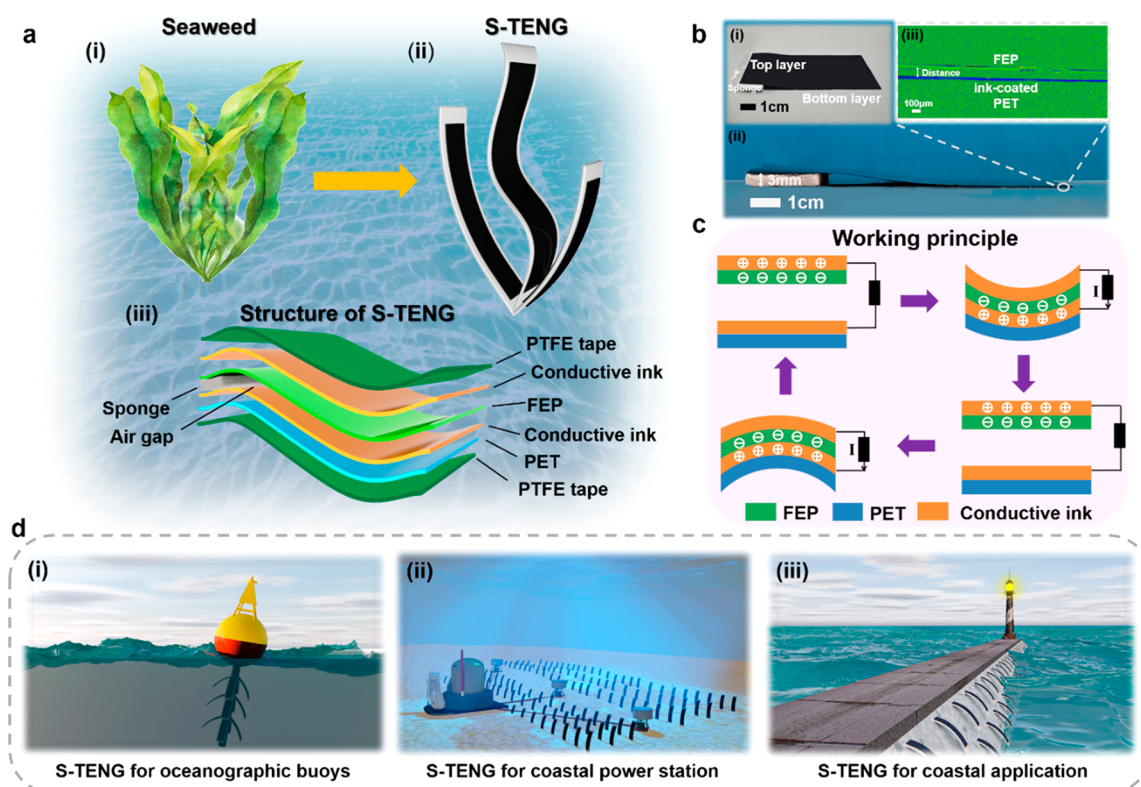 a
Seaweed
(i)
S-TENG
(ii)
(iii)
Structure of S-TENG
PTFE tape
Conductive ink
FEP
Conductive ink
PET
PTFE tape
Sponge
Air gap
b
(i)
Top layer
Sponge
Bottom layer
1cm
(iii)
FEP
Distance
ink-coated
PET
100μm
(ii)
3mm
1cm
c
Working principle
I
I
FEP
PET
Conductive ink
d
(i)
S-TENG for oceanographic buoys
(ii)
S-TENG for coastal power station
(iii)
S-TENG for coastal application